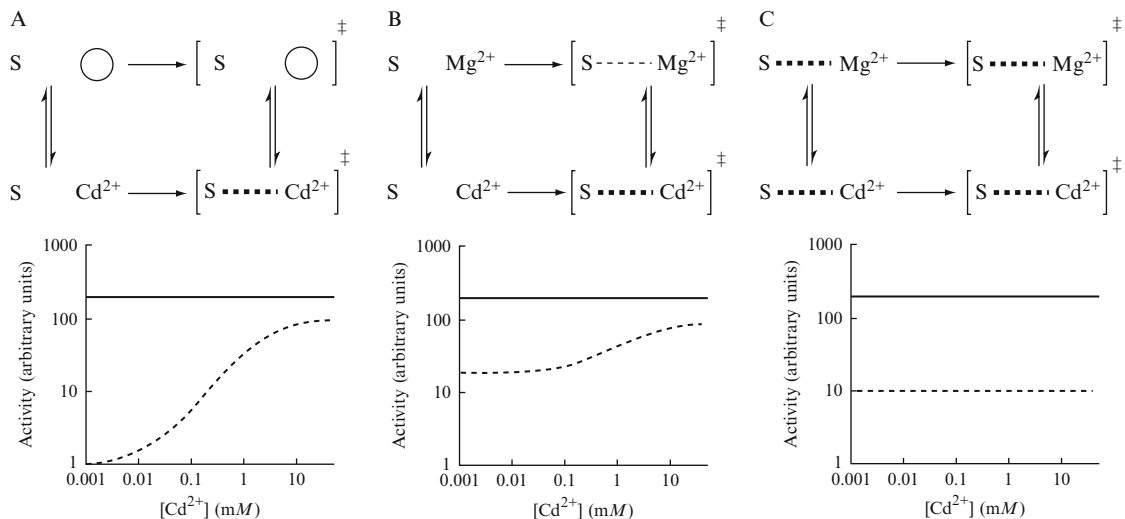 A
S → [ S ]‡
S Cd²⁺ → [ S Cd²⁺ ]‡
Activity (arbitrary units)
1000
100
10
1
0.001 0.01 0.1 1 10
[Cd²⁺] (mM)
B
S Mg²⁺ → [ S Mg²⁺ ]‡
S Cd²⁺ → [ S Cd²⁺ ]‡
Activity (arbitrary units)
1000
100
10
1
0.001 0.01 0.1 1 10
[Cd²⁺] (mM)
C
S Mg²⁺ → [ S Mg²⁺ ]‡
S Cd²⁺ → [ S Cd²⁺ ]‡
Activity (arbitrary units)
1000
100
10
1
0.001 0.01 0.1 1 10
[Cd²⁺] (mM)